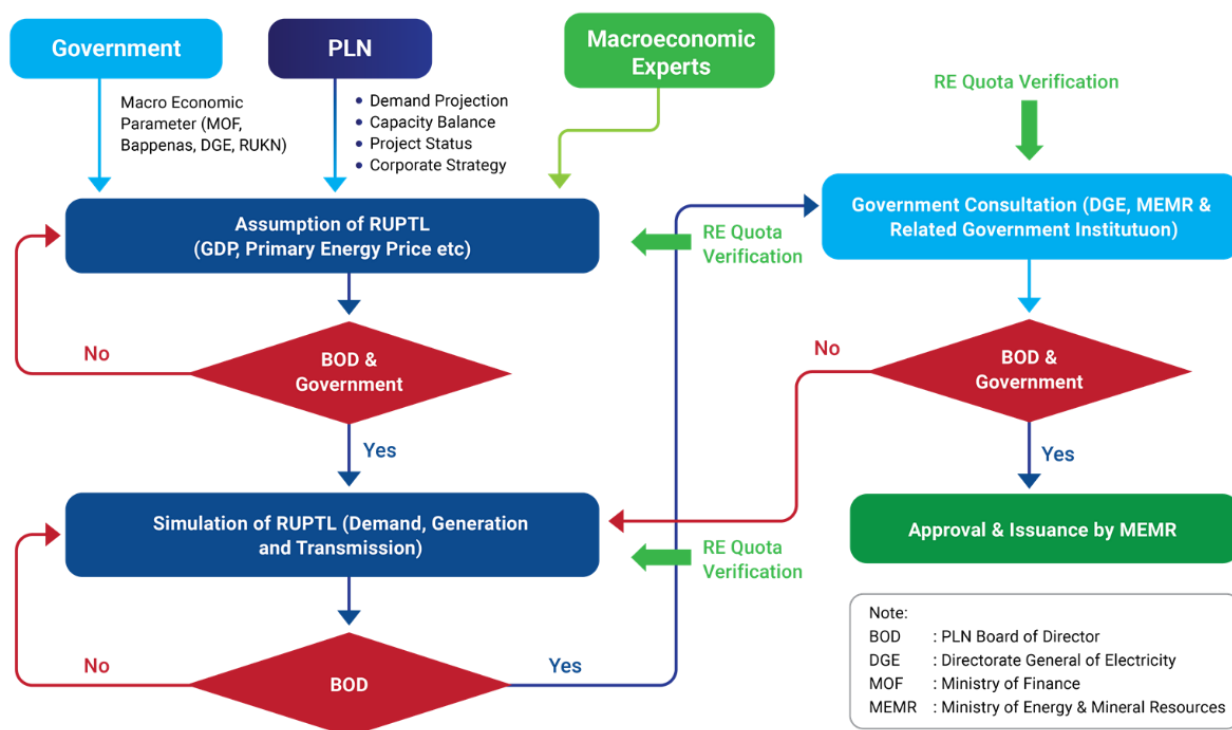 Government
PLN
Macroeconomic
Experts
Macro Economic
Parameter (MOF,
Bappenas, DGE, RUKN)
• Demand Projection
• Capacity Balance
• Project Status
• Corporate Strategy
RE Quota Verification
Assumption of RUPTL
(GDP, Primary Energy Price etc)
RE Quota
Verification
Government Consultation (DGE, MEMR &
Related Government Institutuon)
No
BOD &
Government
Yes
No
BOD &
Government
Yes
Simulation of RUPTL (Demand, Generation
and Transmission)
RE Quota
Verification
Approval & Issuance by MEMR
No
BOD
Yes
Note:
BOD : PLN Board of Director
DGE : Directorate General of Electricity
MOF : Ministry of Finance
MEMR : Ministry of Energy & Mineral Resources